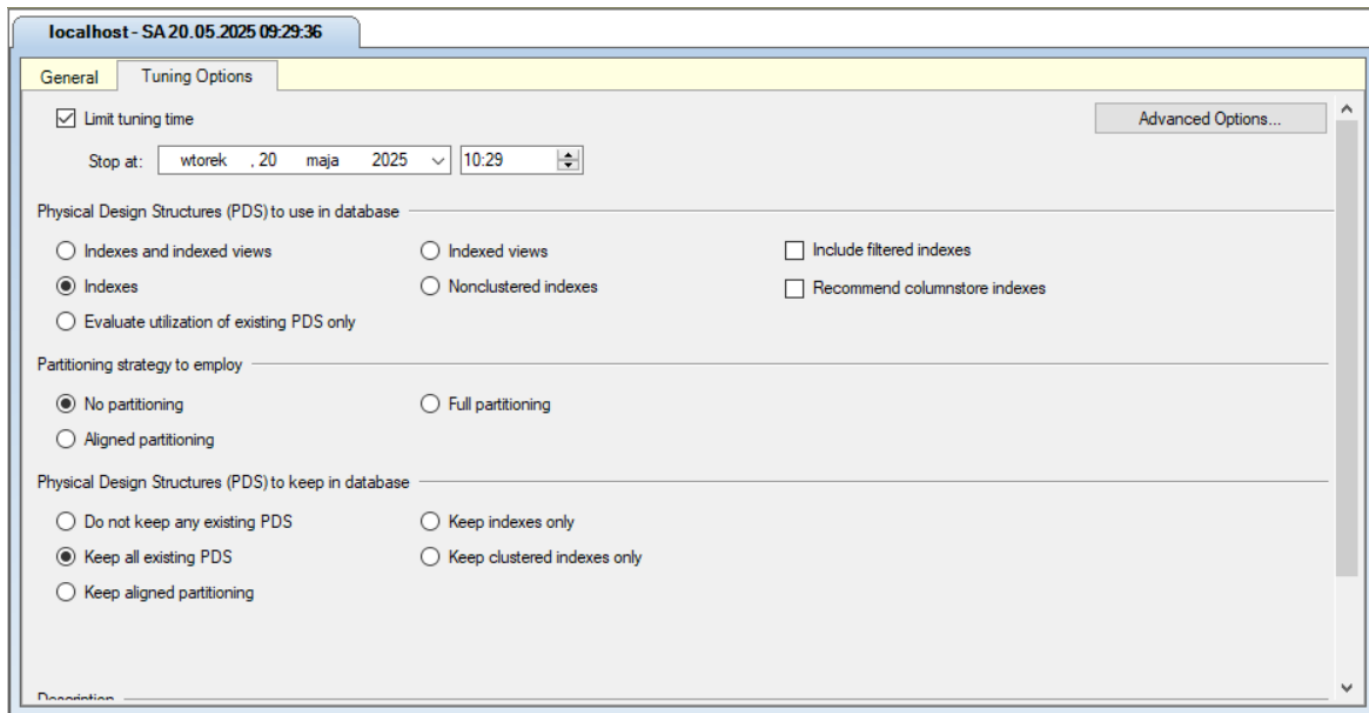 localhost - SA 20.05.2025 09:29:36
General Tuning Options
Limit tuning time Advanced Options...
Stop at: wtorek , 20 maja 2025 10:29
Physical Design Structures (PDS) to use in database
Indexes and indexed views Indexed views Include filtered indexes
Indexes Nonclustered indexes Recommend columnstore indexes
Evaluate utilization of existing PDS only
Partitioning strategy to employ
No partitioning Full partitioning
Aligned partitioning
Physical Design Structures (PDS) to keep in database
Do not keep any existing PDS Keep indexes only
Keep all existing PDS Keep clustered indexes only
Keep aligned partitioning
Description